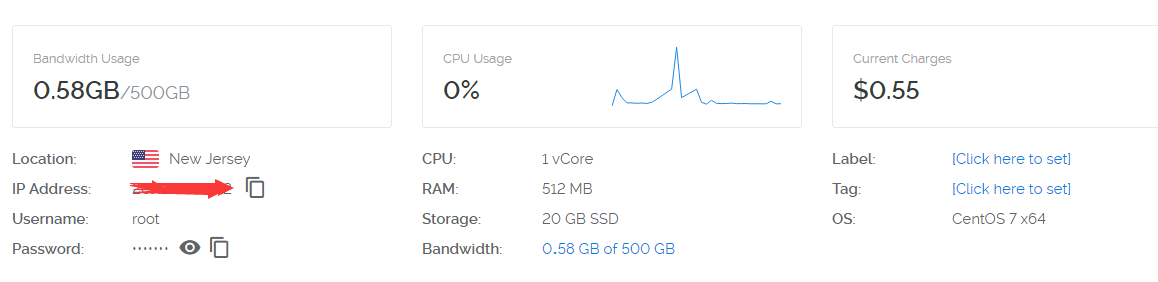 Bandwidth Usage
0.58GB/500GB
CPU Usage
0%
Current Charges
$0.55
Location: New Jersey
IP Address:
Username: root
Password: ·······
CPU: 1 vCore
RAM: 512 MB
Storage: 20 GB SSD
Bandwidth: 0.58 GB of 500 GB
Label: [Click here to set]
Tag: [Click here to set]
OS: CentOS 7 x64